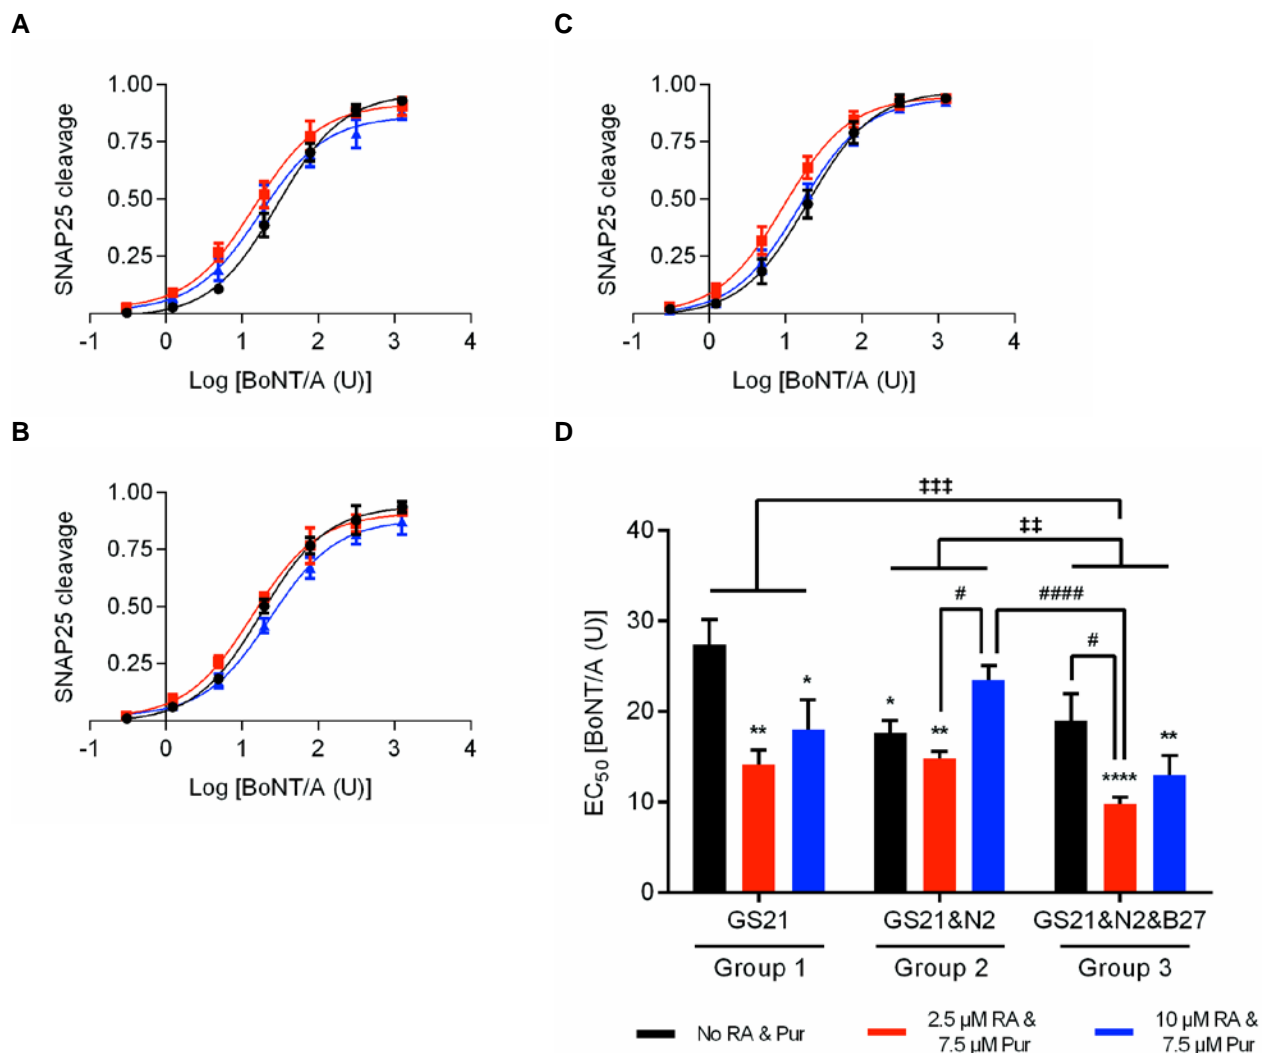 A
1.00
0.75
0.50
0.25
SNAP25 cleavage
-1 0 1 2 3 4
Log [BoNT/A (U)]
C
1.00
0.75
0.50
0.25
SNAP25 cleavage
-1 0 1 2 3 4
Log [BoNT/A (U)]
B
1.00
0.75
0.50
0.25
SNAP25 cleavage
-1 0 1 2 3 4
Log [BoNT/A (U)]
D
‡‡‡
‡‡
# ####
#
* * ** ** ** ****
40
30
20
10
0
EC50 [BoNT/A (U)]
GS21 GS21&N2 GS21&N2&B27
Group 1 Group 2 Group 3
No RA & Pur
2.5 µM RA &
7.5 µM Pur
10 µM RA &
7.5 µM Pur